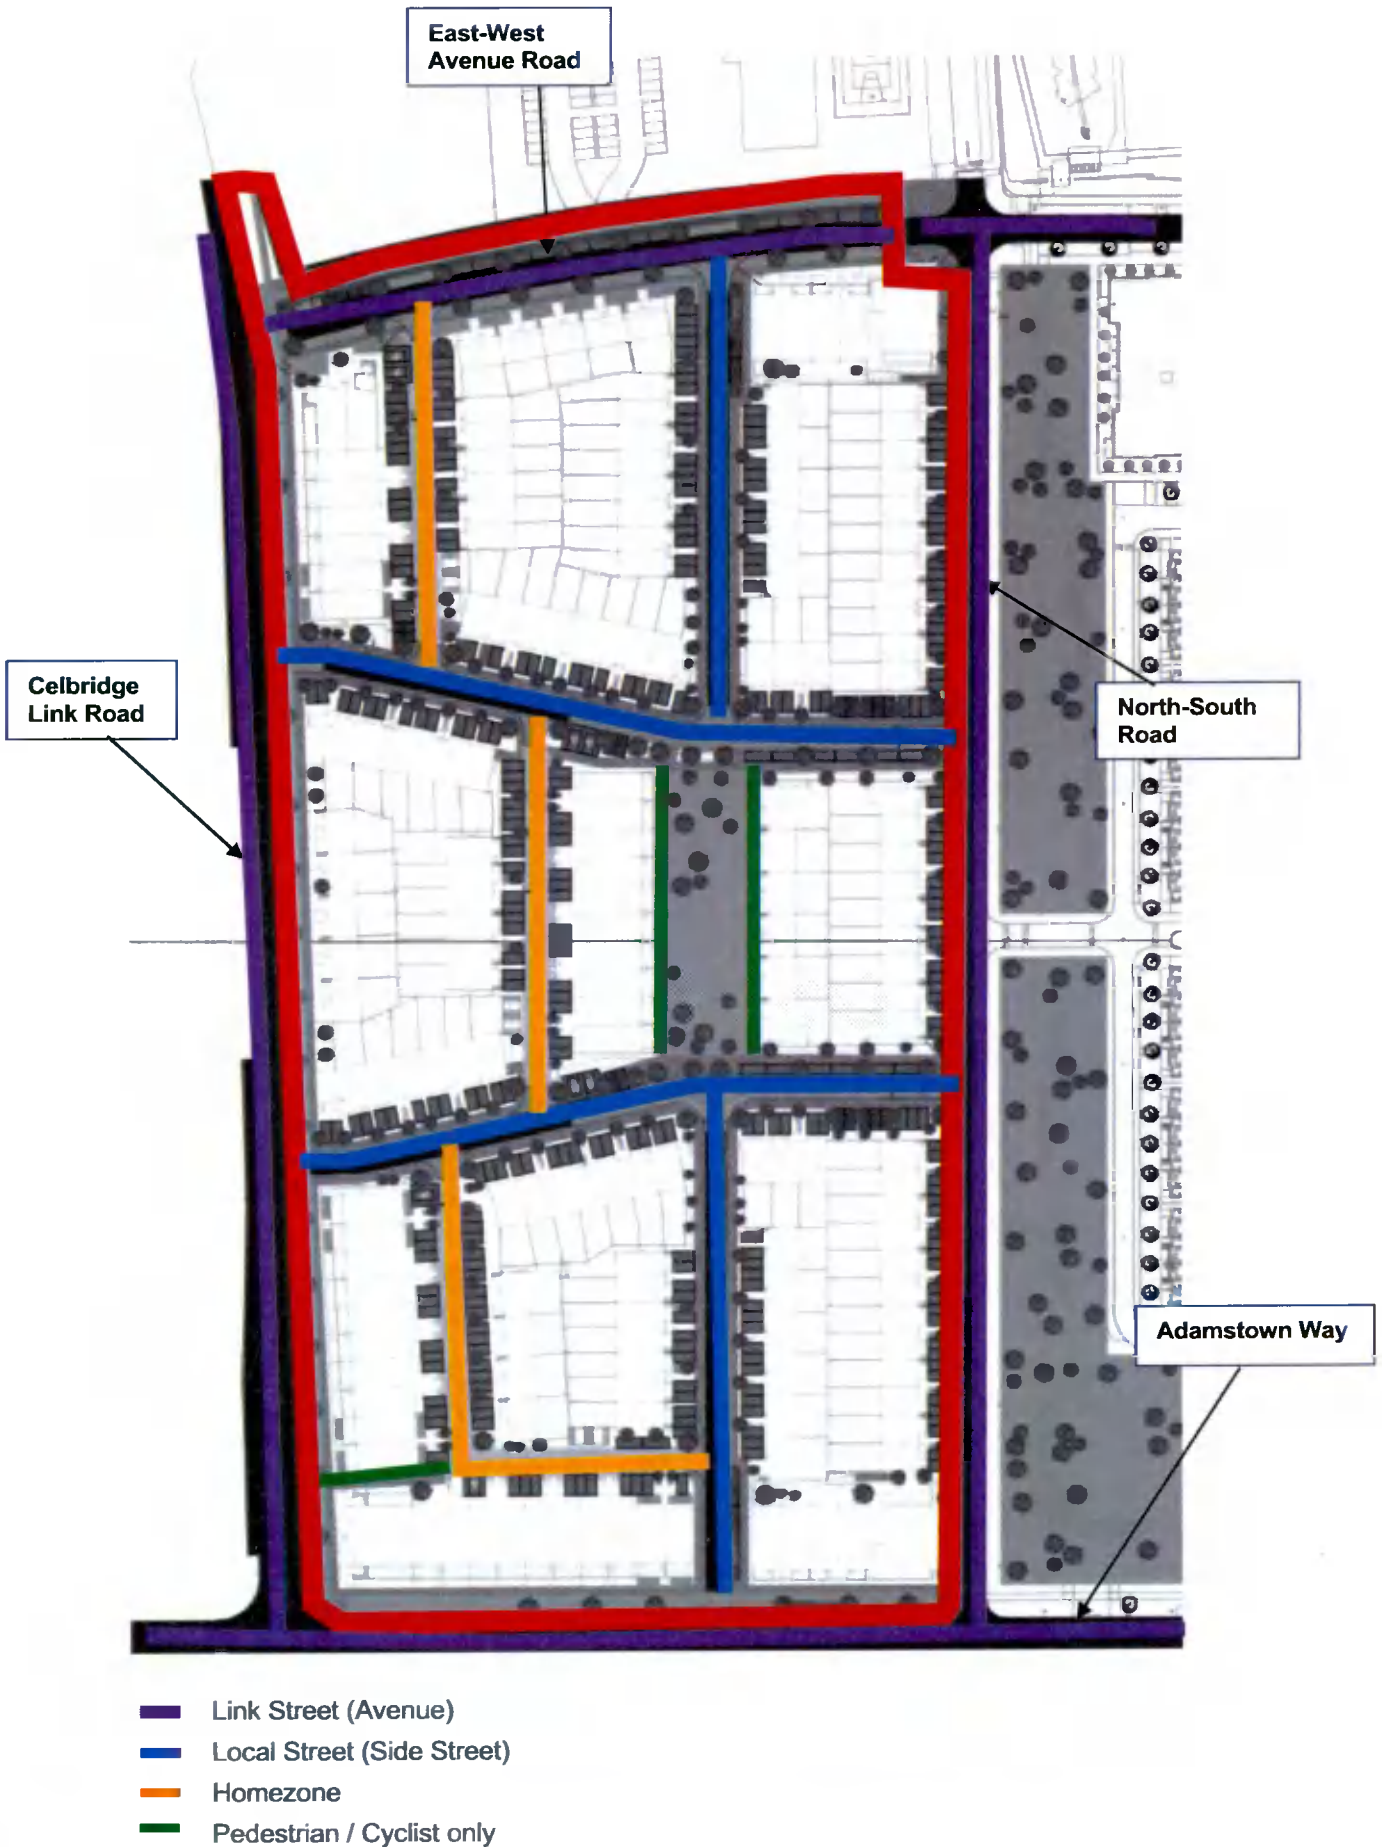 East-West
Avenue Road
Celbridge
Link Road
North-South
Road
Adamstown Way
Link Street (Avenue)
Local Street (Side Street)
Homezone
Pedestrian / Cyclist only